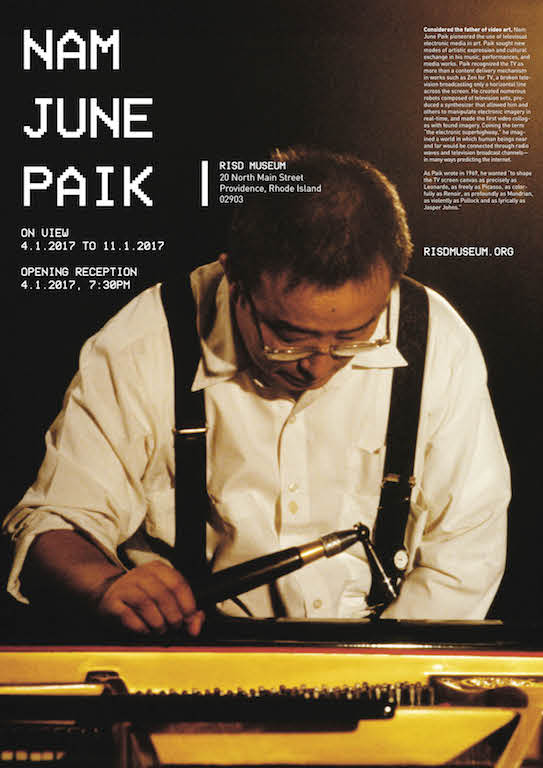 NAM
JUNE
PAIK
RISD MUSEUM
20 North Main Street
Providence, Rhode Island
02903
ON VIEW
4.1.2017 TO 11.1.2017
OPENING RECEPTION
4.1.2017, 7:30PM
Considered the father of video art, Nam
June Paik pioneered the use of televisual
electronic media in art. Paik sought new
modes of artistic expression and cultural
exchange in his music, performances, and
media works. Paik recognized the TV as
more than a content delivery mechanism
in works such as Zen for TV, a broken tele-
vision broadcasting only a horizontal line
across the screen. He created numerous
robots composed of television sets, pro-
duced a synthesizer that allowed him and
others to manipulate electronic imagery in
real-time, and made the first video collag-
es with found imagery. Coining the term
"the electronic superhighway," he imag-
ined a world in which human beings near
and far would be connected through radio
waves and television broadcast channels—
in many ways predicting the internet.
As Paik wrote in 1969, he wanted "to shape
the TV screen canvas as precisely as
Leonardo, as freely as Picasso, as color-
fully as Renoir, as profoundly as Mondrian,
as violently as Pollock and as lyrically as
Jasper Johns."
RISDMUSEUM.ORG